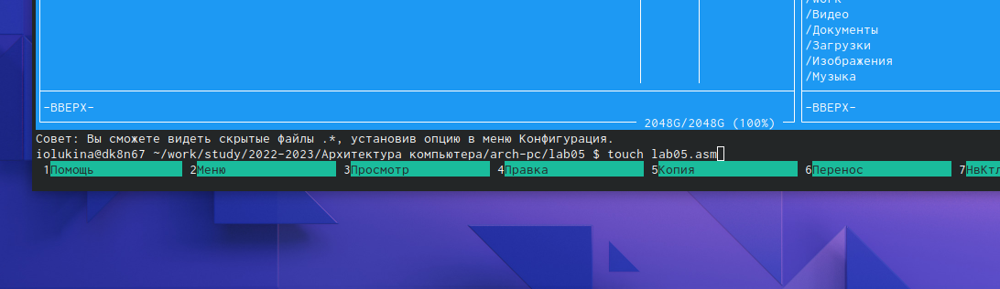 /work
/Видео
/Документы
/Загрузки
/Изображения
/Музыка
-ВВЕРХ-
-ВВЕРХ-
2048G/2048G (100%)
Совет: Вы сможете видеть скрытые файлы .*, установив опцию в меню Конфигурация.
iolukina@dk8n67 ~/work/study/2022-2023/Архитектура компьютера/arch-pc/lab05 $ touch lab05.asm
1Помощь 2Меню 3Просмотр 4Правка 5Копия 6Перенос 7НвКтл